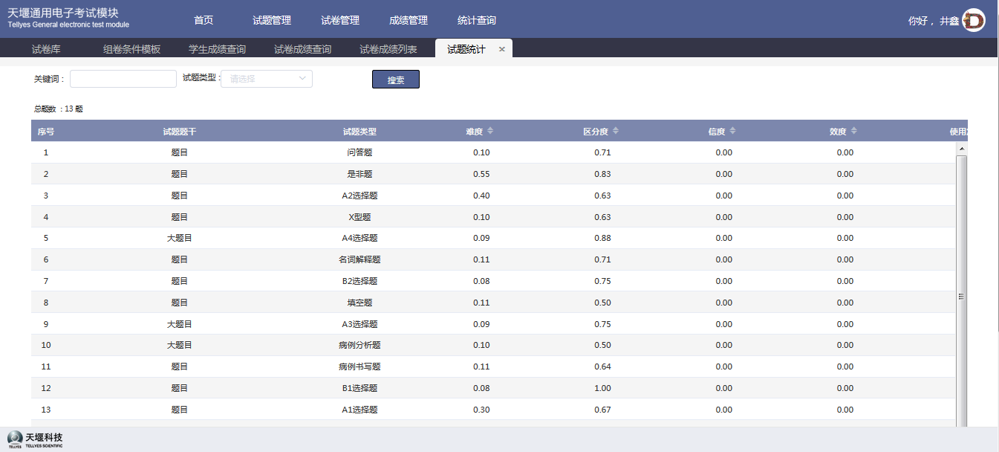 天堰通用电子考试模块
Tellyes General electronic test module
首页 试题管理 试卷管理 成绩管理 统计查询
你好， 井鑫
试卷库 组卷条件模板 学生成绩查询 试卷成绩查询 试卷成绩列表 试题统计 ×
关键词： 试题类型： 请选择 搜索
总题数 ：13 题
序号 试题题干 试题类型 难度 区分度 信度 效度 使用
1 题目 问答题 0.10 0.71 0.00 0.00
2 题目 是非题 0.55 0.83 0.00 0.00
3 题目 A2选择题 0.40 0.63 0.00 0.00
4 题目 X型题 0.10 0.63 0.00 0.00
5 大题目 A4选择题 0.09 0.88 0.00 0.00
6 题目 名词解释题 0.11 0.71 0.00 0.00
7 题目 B2选择题 0.08 0.75 0.00 0.00
8 题目 填空题 0.11 0.50 0.00 0.00
9 大题目 A3选择题 0.09 0.75 0.00 0.00
10 大题目 病例分析题 0.10 0.50 0.00 0.00
11 题目 病例书写题 0.11 0.64 0.00 0.00
12 题目 B1选择题 0.08 1.00 0.00 0.00
13 题目 A1选择题 0.30 0.67 0.00 0.00
天堰科技
TELLYES TELLYES SCIENTIFIC